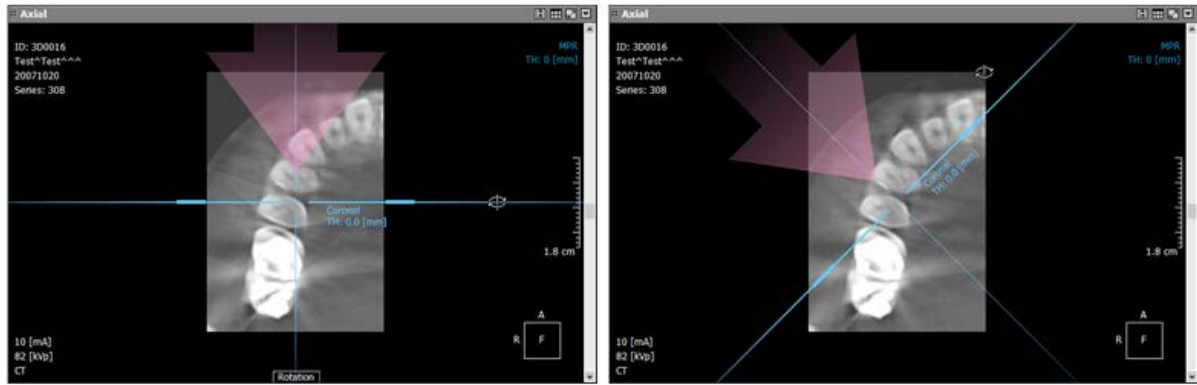 Axial
ID: 3D0016
Test^Test^^^
20071020
Series: 308
MPR
TH: 0 [mm]
Coronal
TH: 0.0 [mm]
1.8 cm
A
R F
10 [mA]
82 [kVp]
CT
Rotation
Axial
ID: 3D0016
Test^Test^^^
20071020
Series: 308
MPR
TH: 0 [mm]
Coronal
TH: 0.0 [mm]
1.8 cm
A
R F
10 [mA]
82 [kVp]
CT